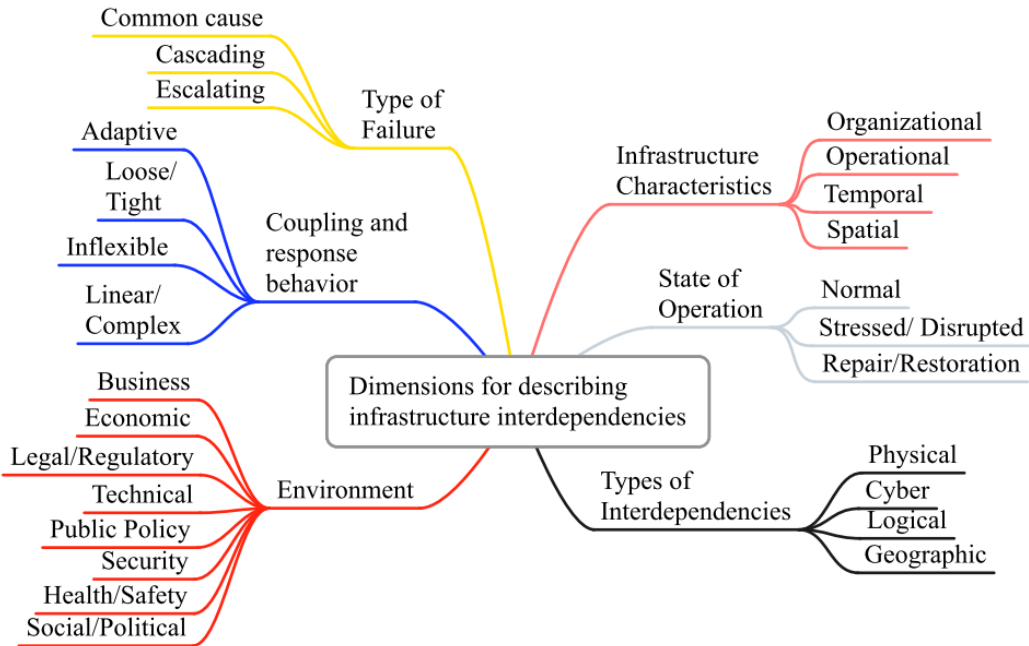 Common cause
Cascading
Escalating
Type of
Failure
Adaptive
Loose/
Tight
Inflexible
Linear/
Complex
Coupling and
response
behavior
Business
Economic
Legal/Regulatory
Technical
Public Policy
Security
Health/Safety
Social/Political
Environment
Dimensions for describing
infrastructure interdependencies
Infrastructure
Characteristics
Organizational
Operational
Temporal
Spatial
State of
Operation
Normal
Stressed/ Disrupted
Repair/Restoration
Types of
Interdependencies
Physical
Cyber
Logical
Geographic